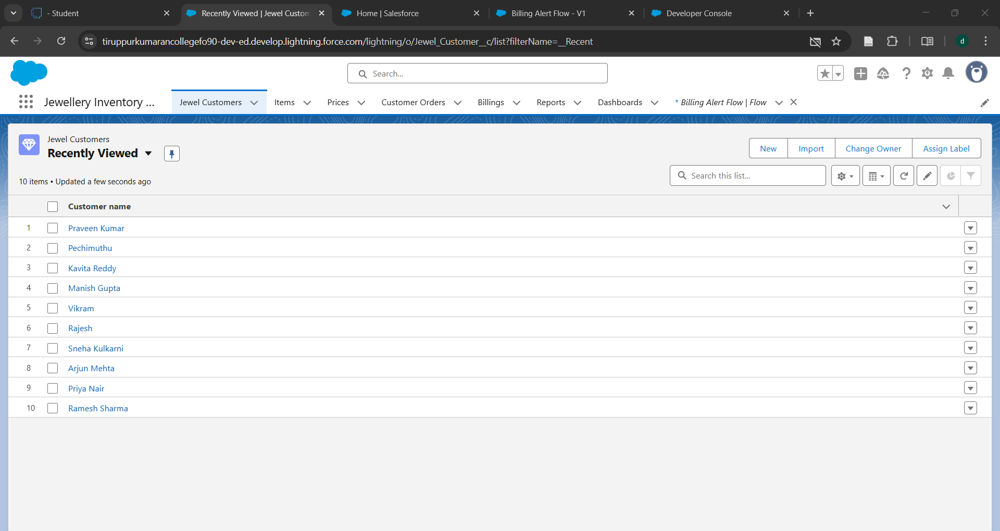 - Student
Recently Viewed | Jewel Custom
Home | Salesforce
Billing Alert Flow - V1
Developer Console
tiruppurkumarancollegefo90-dev-ed.develop.lightning.force.com/lightning/o/Jewel_Customer__c/list?filterName=__Recent
d
Search...
Jewellery Inventory ...
Jewel Customers
Items
Prices
Customer Orders
Billings
Reports
Dashboards
* Billing Alert Flow | Flow
Jewel Customers
Recently Viewed
New
Import
Change Owner
Assign Label
10 items • Updated a few seconds ago
Search this list...
Customer name
1 Praveen Kumar
2 Pechimuthu
3 Kavita Reddy
4 Manish Gupta
5 Vikram
6 Rajesh
7 Sneha Kulkarni
8 Arjun Mehta
9 Priya Nair
10 Ramesh Sharma